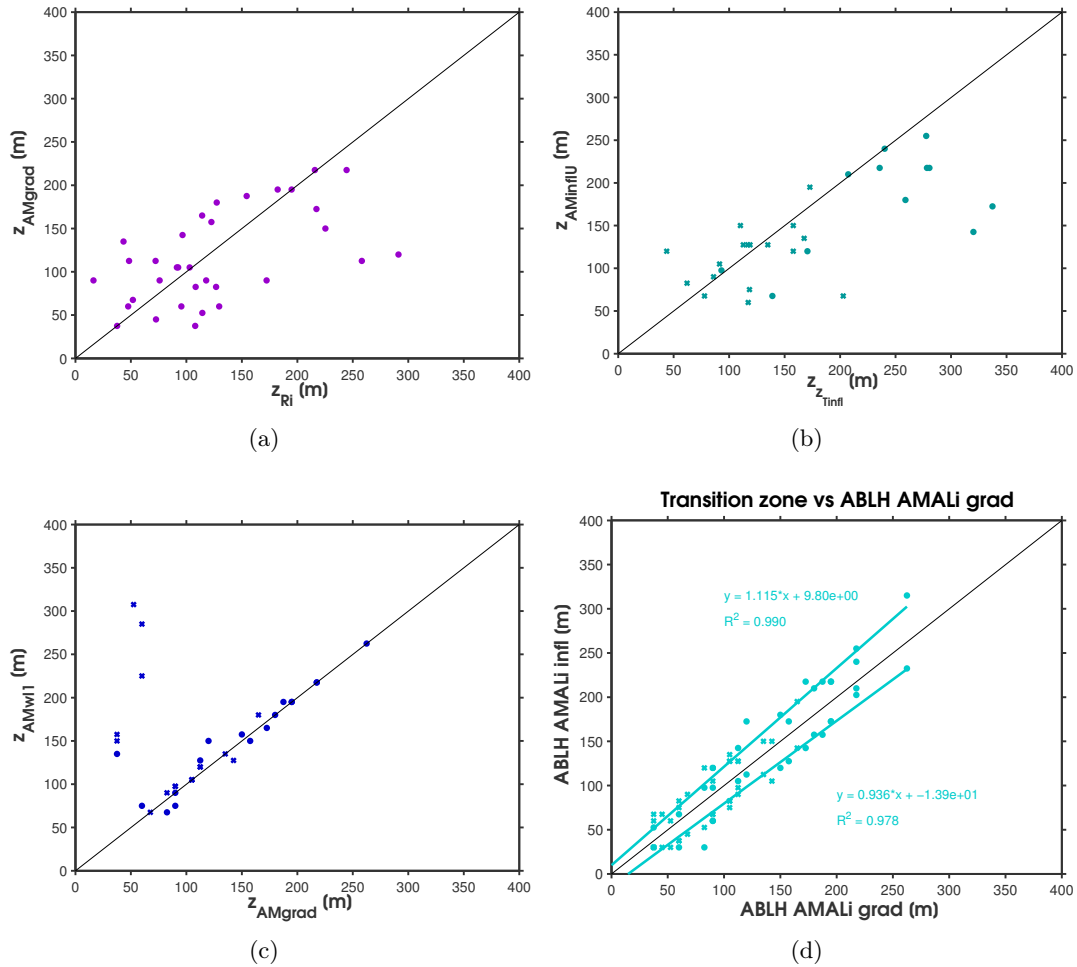 400
350
300
250
200
150
100
50
0
z_AMgrad (m)
0 50 100 150 200 250 300 350 400
z_Ri (m)
(a)
400
350
300
250
200
150
100
50
0
z_AMinflU (m)
0 50 100 150 200 250 300 350 400
z_z_Tinfl (m)
(b)
400
350
300
250
200
150
100
50
0
z_AMwl1 (m)
0 50 100 150 200 250 300 350 400
z_AMgrad (m)
(c)
Transition zone vs ABLH AMALi grad
400
350
300
250
200
150
100
50
0
ABLH AMALi infl (m)
y = 1.115*x + 9.80e+00
R² = 0.990
y = 0.936*x + -1.39e+01
R² = 0.978
0 50 100 150 200 250 300 350 400
ABLH AMALi grad (m)
(d)